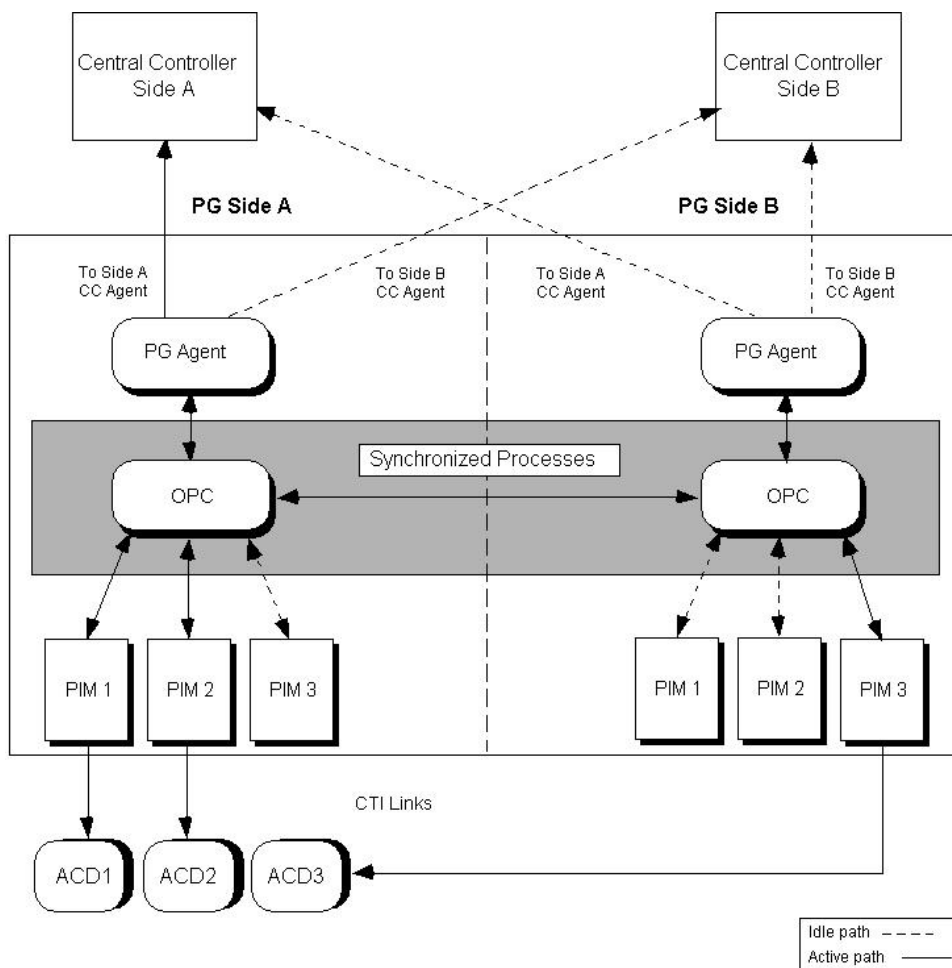 Central Controller
Side A
Central Controller
Side B
PG Side A
PG Side B
To Side A
CC Agent
To Side B
CC Agent
To Side A
CC Agent
To Side B
CC Agent
PG Agent
PG Agent
Synchronized Processes
OPC
OPC
PIM 1
PIM 2
PIM 3
PIM 1
PIM 2
PIM 3
CTI Links
ACD1
ACD2
ACD3
Idle path
Active path